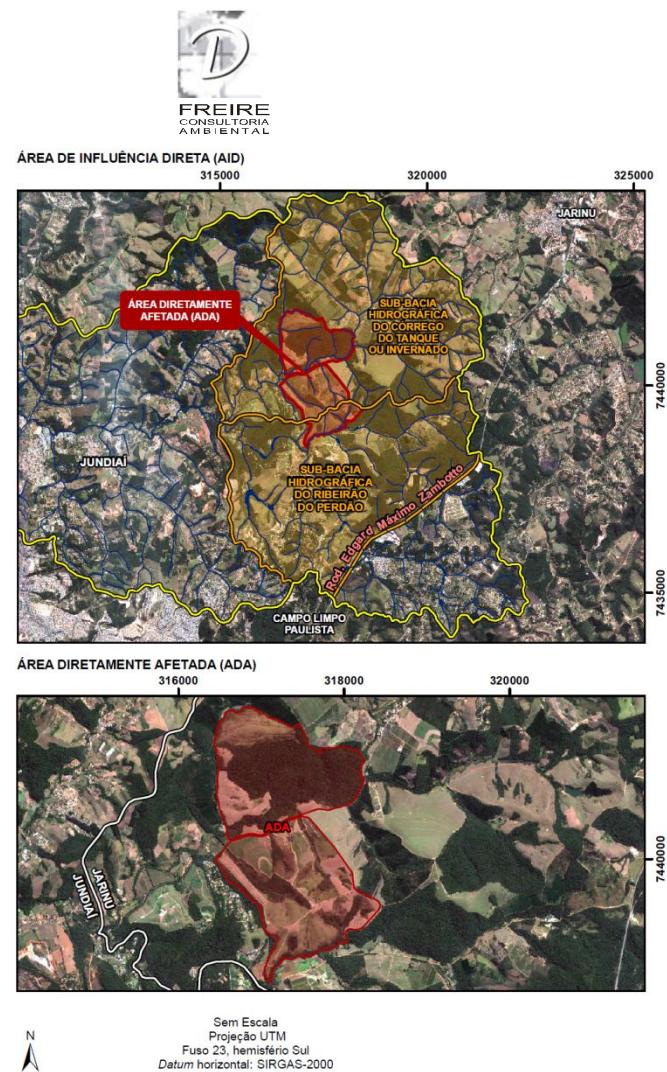 D
FREIRE
CONSULTORIA
AMBIENTAL
ÁREA DE INFLUÊNCIA DIRETA (AID)
315000
320000
325000
JARINU
ÁREA DIRETAMENTE
AFETADA (ADA)
SUB-BACIA
HIDROGRÁFICA
DO CÓRREGO
DO TANQUE
OU INVERNADO
7440000
JUNDIAÍ
SUB-BACIA
HIDROGRÁFICA
DO RIBEIRÃO
DO PERDÃO
Rod. Edgard Máximo Zambotto
7435000
CAMPO LIMPO
PAULISTA
ÁREA DIRETAMENTE AFETADA (ADA)
316000
318000
320000
ADA
7440000
JARINU
JUNDIAÍ
N
Sem Escala
Projeção UTM
Fuso 23, hemisfério Sul
Datum horizontal: SIRGAS-2000